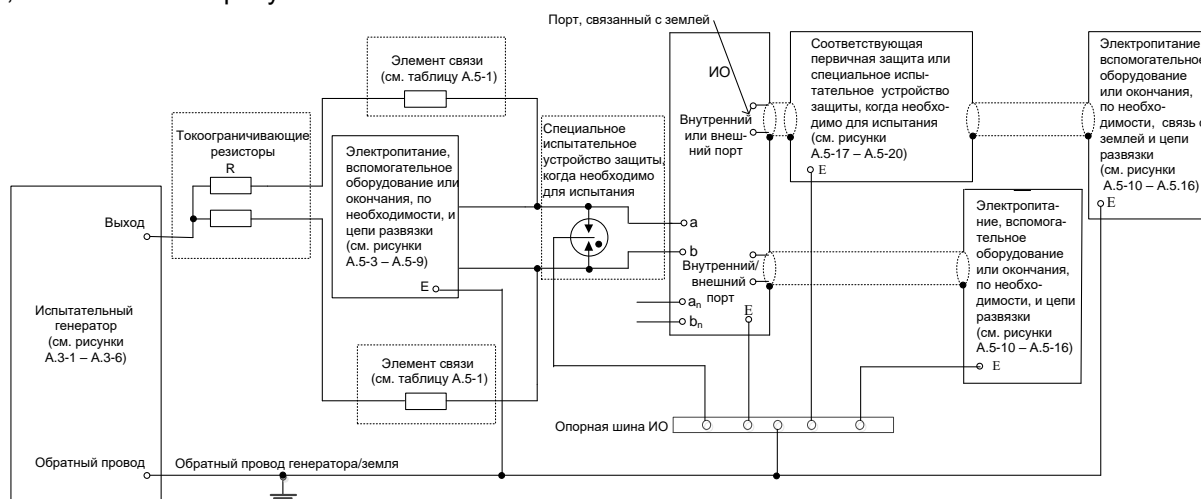 Порт, связанный с землей
Элемент связи
(см. таблицу A.5-1)
Токоограничивающие
резисторы
R
Электропитание,
вспомогательное
оборудование или
окончания, по
необходимости, и
цепи развязки
(см. рисунки
A.5-3 – A.5-9)
E
Специальное
испытательное
устройство защиты,
когда необходимо
для испытания
ИО
Внутренний
или внеш-
ний порт
a
b
Внутренний/
внешний
порт
an
bn
E
Соответствующая
первичная защита или
специальное испы-
тательное устройство
защиты, когда необхо-
димо для испытания
(см. рисунки
A.5-17 – A.5-20)
E
Электропитание
вспомогательное
оборудование
или окончания,
по необхо-
димости, связь с
землей и цепи
развязки
(см. рисунки
A.5-10 – A.5.16)
E
Электропита-
ние, вспомога-
тельное
оборудование
или окончания,
по необхо-
димости, и цепи
развязки
(см. рисунки
A.5-10 – A.5-16)
E
Выход
Испытательный
генератор
(см. рисунки
A.3-1 – A.3-6)
Элемент связи
(см. таблицу A.5-1)
Опорная шина ИО
Обратный провод
Обратный провод генератора/земля